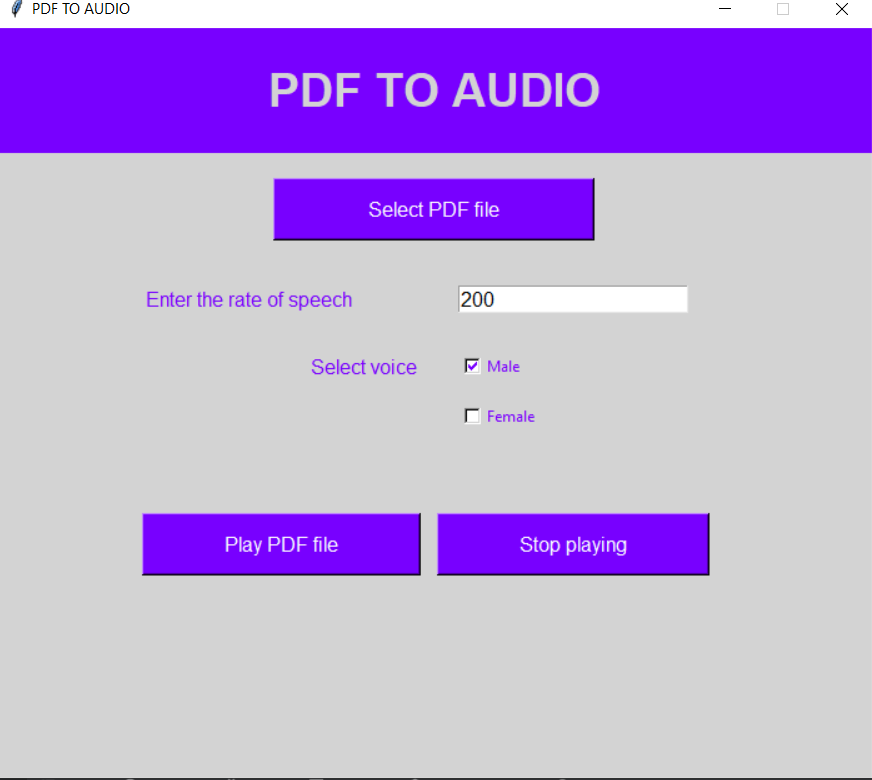 PDF TO AUDIO
PDF TO AUDIO
Select PDF file
Enter the rate of speech
200
Select voice
Male
Female
Play PDF file
Stop playing